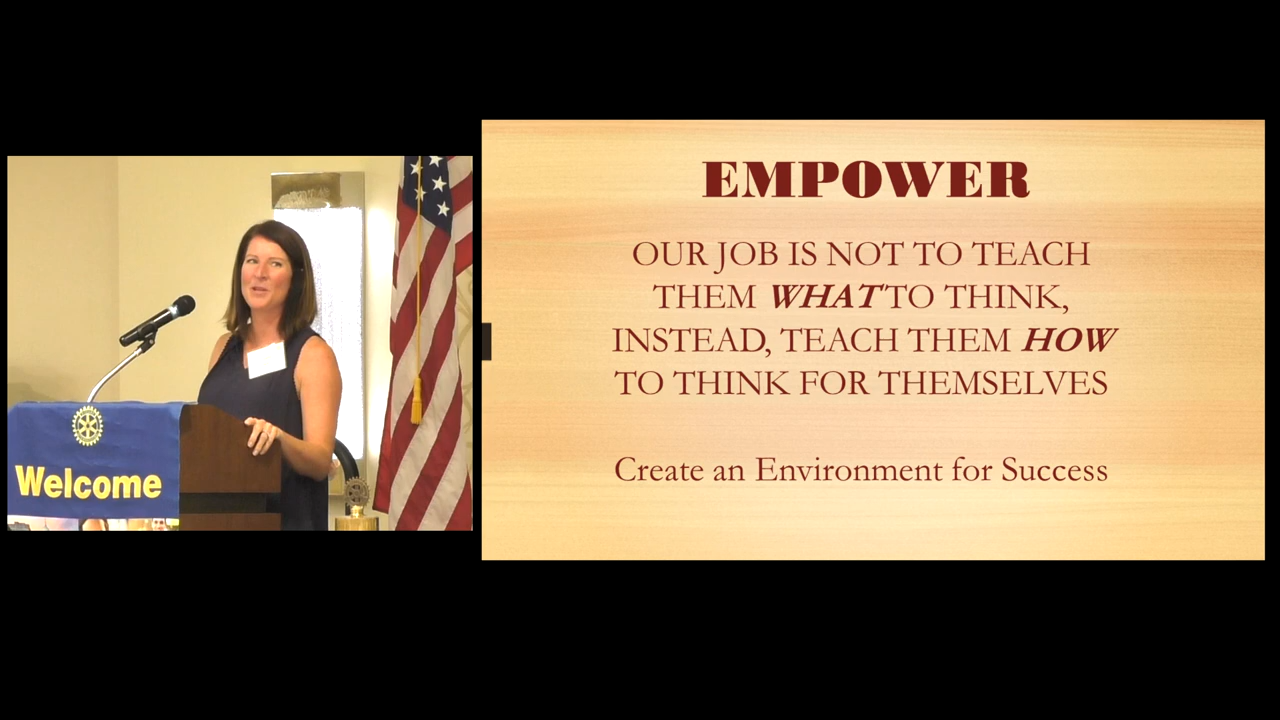 Welcome
EMPOWER
OUR JOB IS NOT TO TEACH
THEM WHAT TO THINK,
INSTEAD, TEACH THEM HOW
TO THINK FOR THEMSELVES
Create an Environment for Success